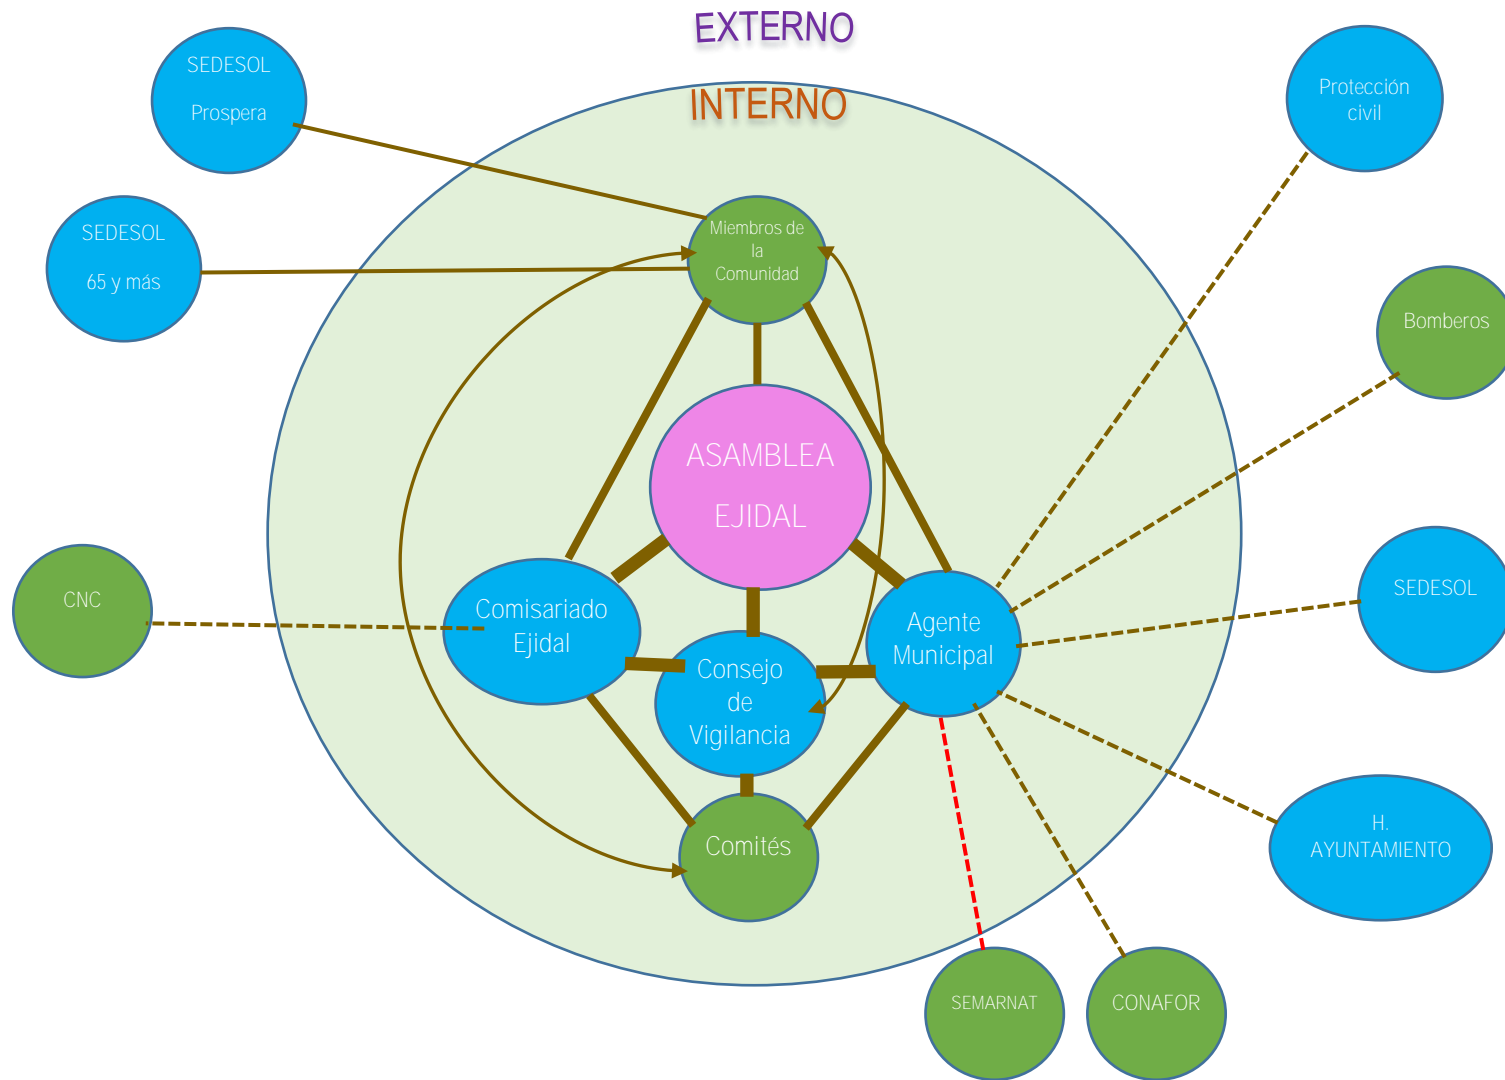 EXTERNO
INTERNO
SEDESOL
Prospera
Protección
civil
SEDESOL
65 y más
Miembros de
la
Comunidad
Bomberos
ASAMBLEA
EJIDAL
CNC
Comisariado
Ejidal
Agente
Municipal
SEDESOL
Consejo
de
Vigilancia
H.
AYUNTAMIENTO
Comités
SEMARNAT
CONAFOR